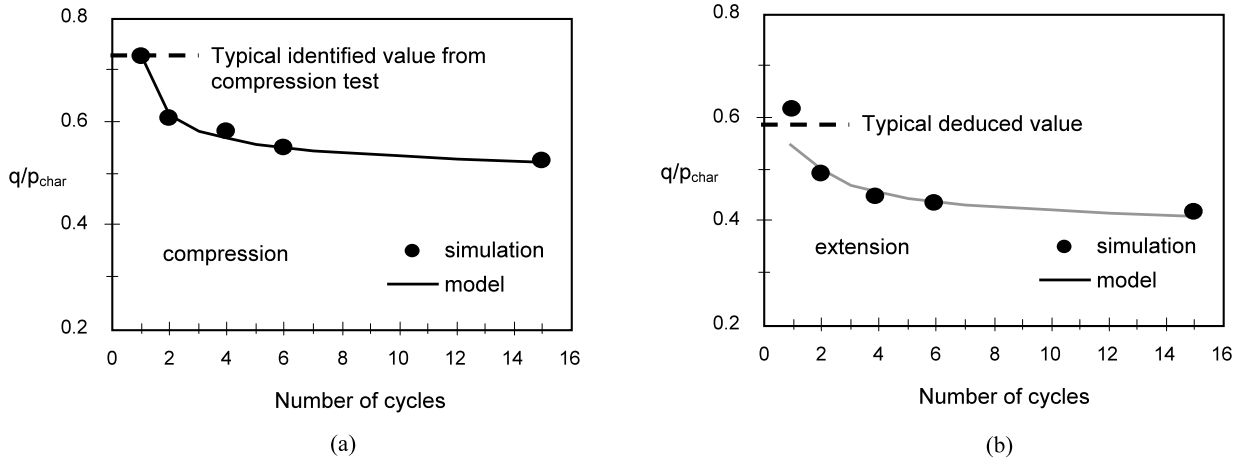 0.8
Typical identified value from
compression test
0.6
q/pchar
0.4
compression
simulation
model
0.2
0 2 4 6 8 10 12 14 16
Number of cycles
(a)
0.8
0.6
Typical deduced value
q/pchar
0.4
extension
simulation
model
0.2
0 2 4 6 8 10 12 14 16
Number of cycles
(b)